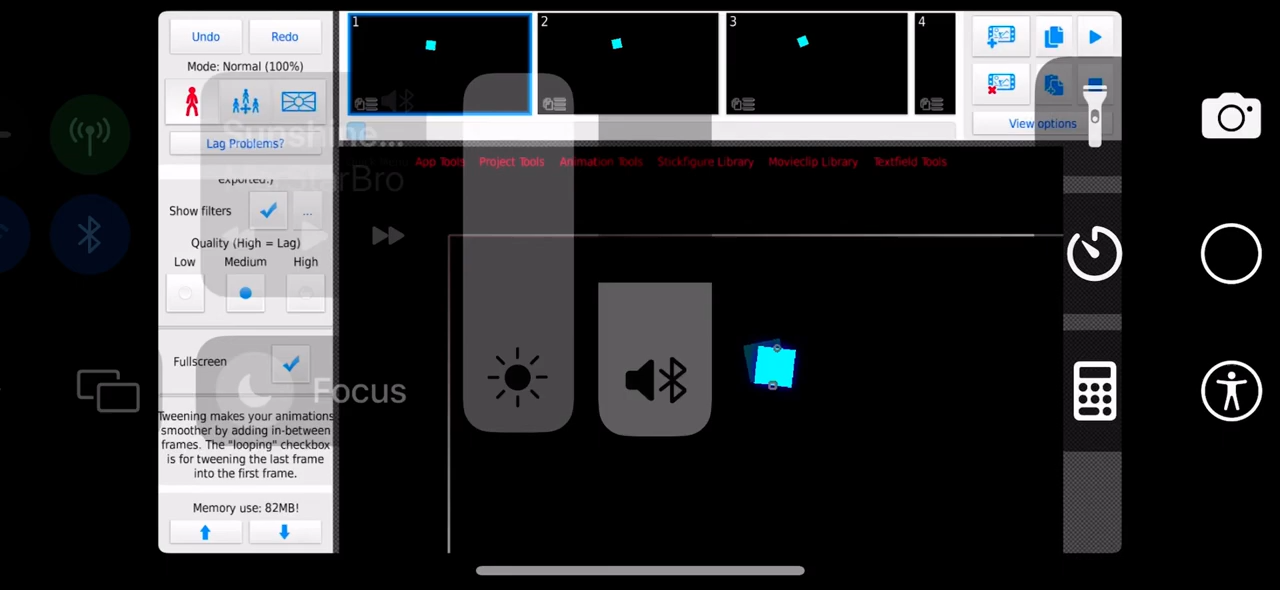 Undo
Redo
Mode: Normal (100%)
Lag Problems?
exported.)
Show filters
...
Quality (High = Lag)
Low
Medium
High
Fullscreen
Tweening makes your animations
smoother by adding in-between
frames. The "looping" checkbox
is for tweening the last frame
into the first frame.
Memory use: 82MB!
1
2
3
4
View options
App Tools
Project Tools
Animation Tools
Stickfigure Library
Movieclip Library
Textfield Tools
Sunshine...
Focus